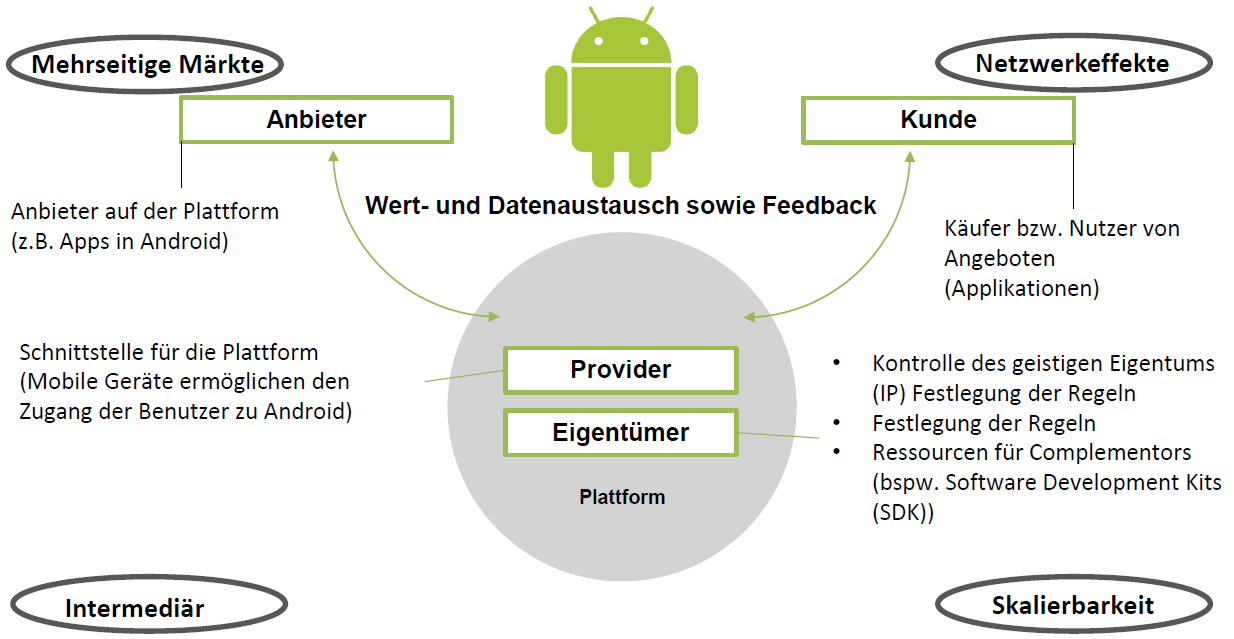 Mehrseitige Märkte
Netzwerkeffekte
Anbieter
Kunde
Wert- und Datenaustausch sowie Feedback
Anbieter auf der Plattform
(z.B. Apps in Android)
Käufer bzw. Nutzer von
Angeboten
(Applikationen)
Schnittstelle für die Plattform
(Mobile Geräte ermöglichen den
Zugang der Benutzer zu Android)
Provider
Eigentümer
Plattform
• Kontrolle des geistigen Eigentums
(IP) Festlegung der Regeln
• Festlegung der Regeln
• Ressourcen für Complementors
(bspw. Software Development Kits
(SDK))
Intermediär
Skalierbarkeit